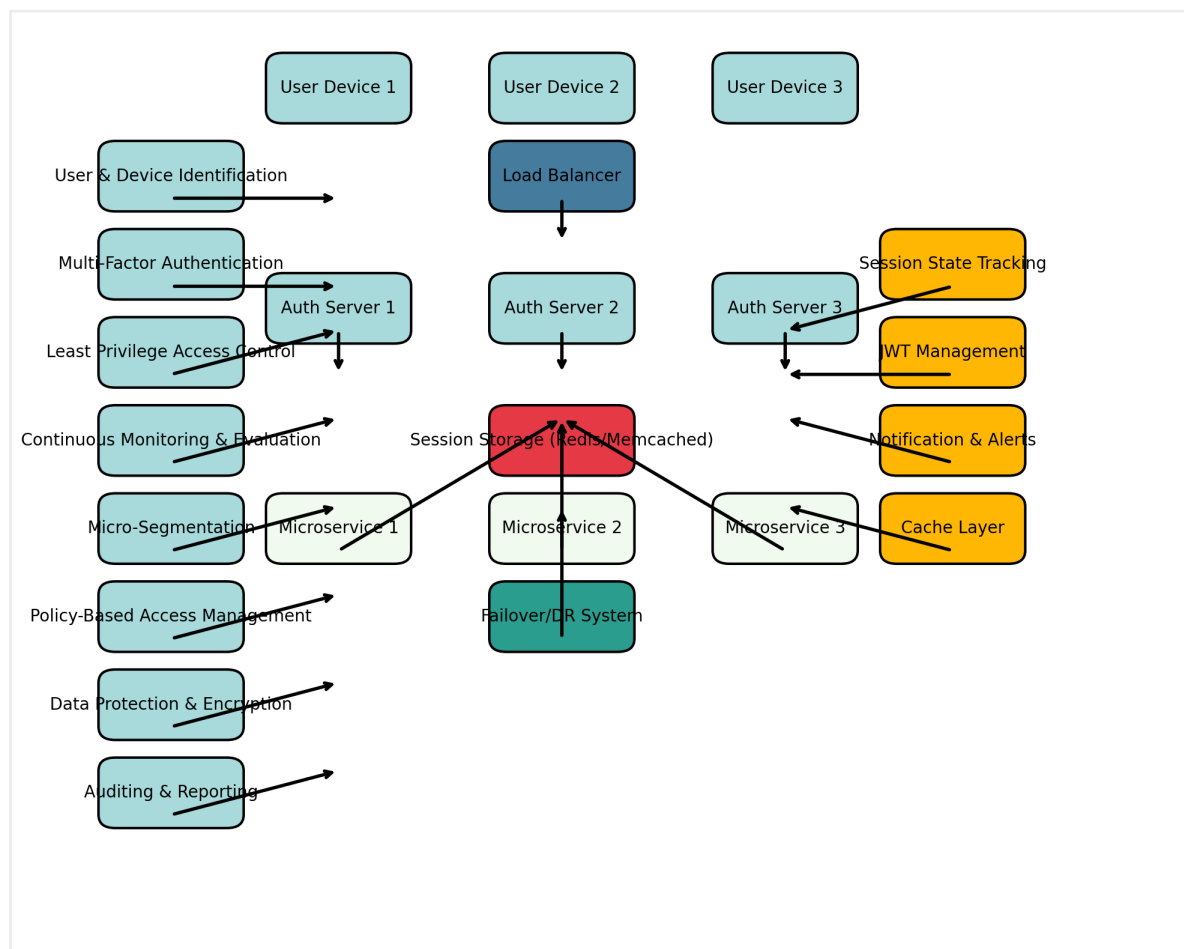 User Device 1
User Device 2
User Device 3
User & Device Identification
Load Balancer
Multi-Factor Authentication
Session State Tracking
Auth Server 1
Auth Server 2
Auth Server 3
Least Privilege Access Control
JWT Management
Continuous Monitoring & Evaluation
Session Storage (Redis/Memcached)
Notification & Alerts
Micro-Segmentation
Microservice 1
Microservice 2
Microservice 3
Cache Layer
Policy-Based Access Management
Failover/DR System
Data Protection & Encryption
Auditing & Reporting